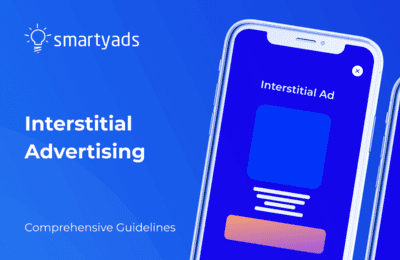 smartyads
Interstitial
Advertising
Comprehensive Guidelines
Interstitial Ad